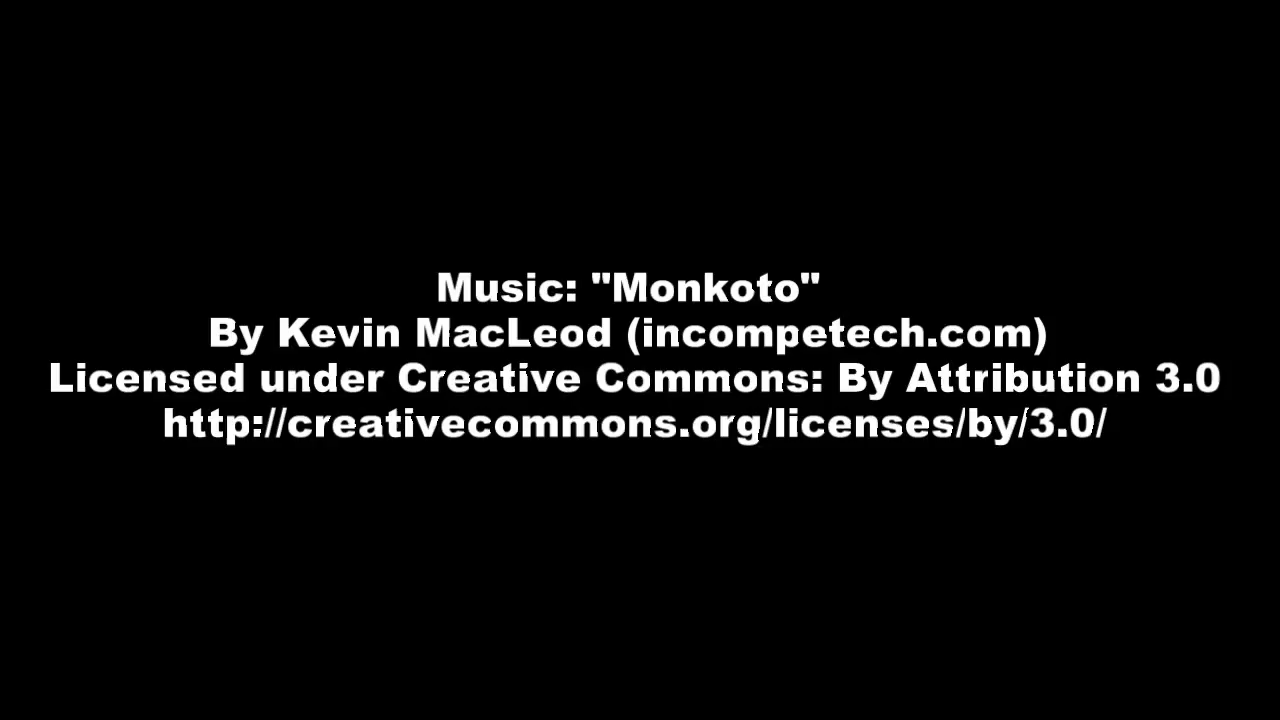 Music: "Monkoto"
By Kevin MacLeod (incompetech.com)
Licensed under Creative Commons: By Attribution 3.0
http://creativecommons.org/licenses/by/3.0/